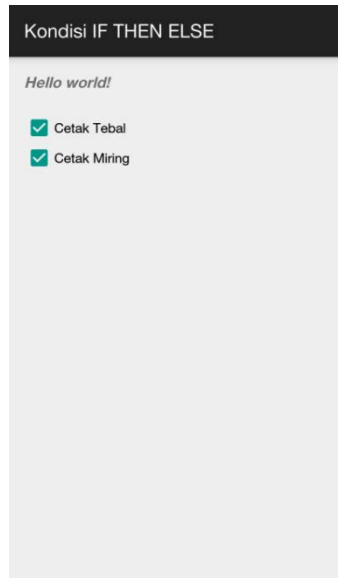 Kondisi IF THEN ELSE
Hello world!
Cetak Tebal
Cetak Miring